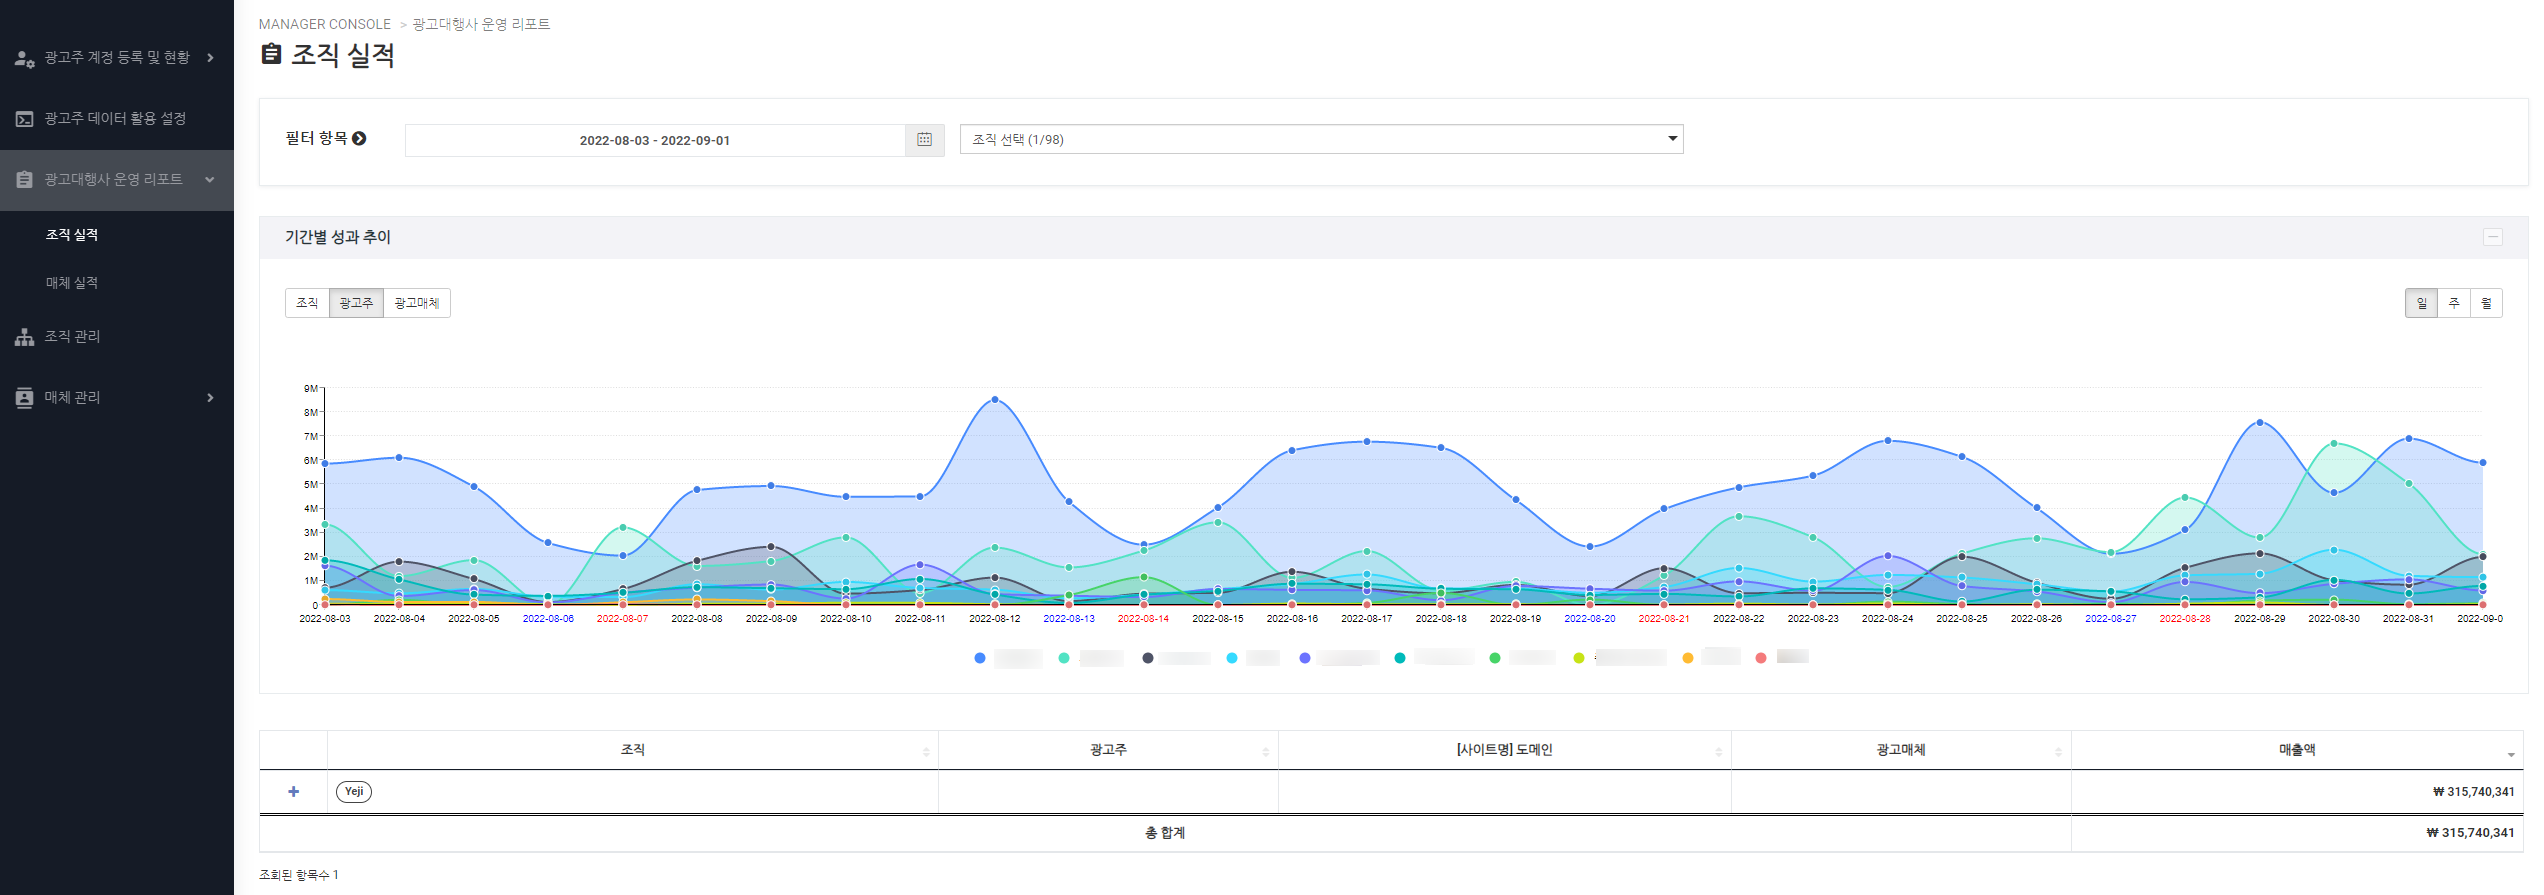 광고주 계정 등록 및 현황
광고주 데이터 활용 설정
광고대행사 운영 리포트
조직 실적
매체 실적
조직 관리
매체 관리
MANAGER CONSOLE > 광고대행사 운영 리포트
조직 실적
필터 항목
2022-08-03 - 2022-09-01
조직 선택 (1/98)
기간별 성과 추이
조직 광고주 광고매체
일 주 월
9M
8M
7M
6M
5M
4M
3M
2M
1M
0
2022-08-03 2022-08-04 2022-08-05 2022-08-06 2022-08-07 2022-08-08 2022-08-09 2022-08-10 2022-08-11 2022-08-12 2022-08-13 2022-08-14 2022-08-15 2022-08-16 2022-08-17 2022-08-18 2022-08-19 2022-08-20 2022-08-21 2022-08-22 2022-08-23 2022-08-24 2022-08-25 2022-08-26 2022-08-27 2022-08-28 2022-08-29 2022-08-30 2022-08-31 2022-09-0
조직 광고주 [사이트명] 도메인 광고매체 매출액
+ Yeji ₩ 315,740,341
총 합계 ₩ 315,740,341
조회된 항목수 1